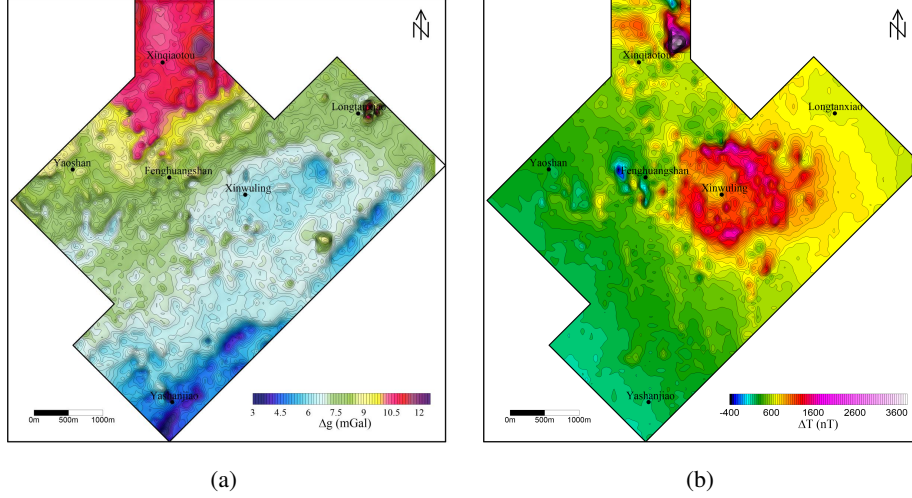 N
Xinqiaotou
Longtanxiao
Yaoshan
Fenghuangshan
Xinwuling
Yashanjiao
0m 500m 1000m
3 4.5 6 7.5 9 10.5 12
Δg (mGal)
(a)
N
Xinqiaotou
Longtanxiao
Yaoshan
Fenghuangshan
Xinwuling
Yashanjiao
0m 500m 1000m
-400 600 1600 2600 3600
ΔT (nT)
(b)